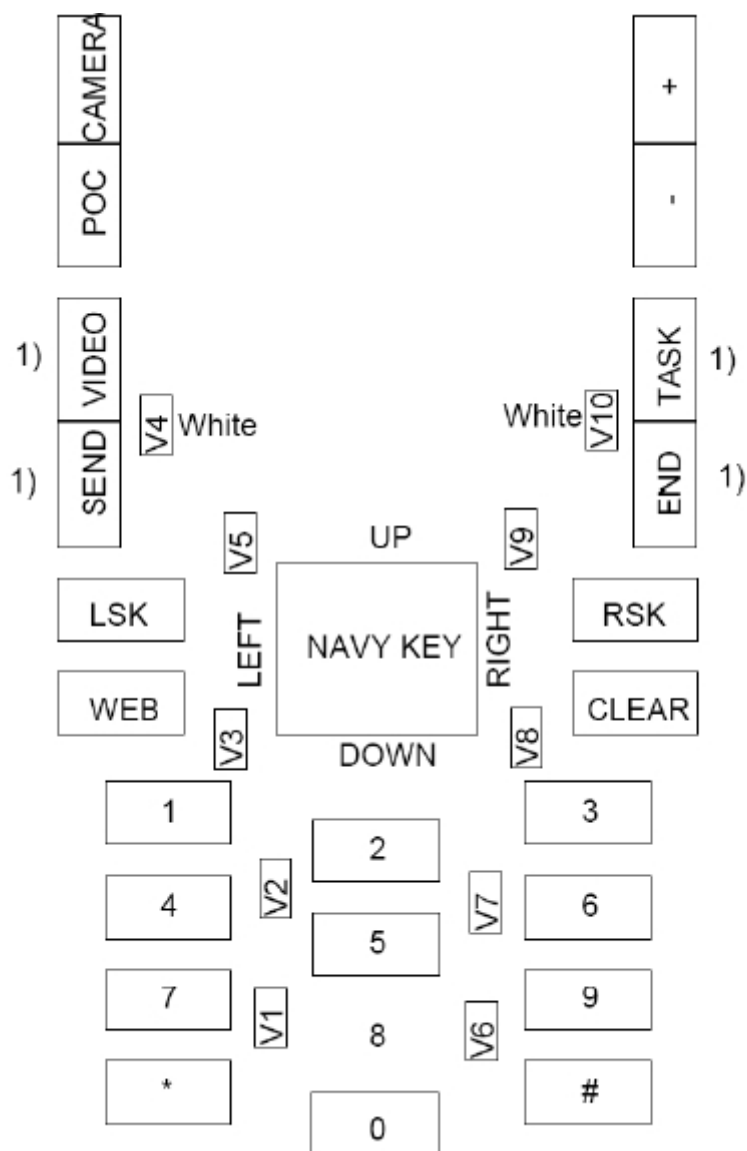 CAMERA +
POC -
1) VIDEO TASK 1)
V4 White White V10
1) SEND END 1)
V5 UP V9
LSK LEFT NAVY KEY RIGHT RSK
WEB CLEAR
V3 DOWN V8
1 3
2
4 V2 V7 6
5
7 9
V1 8 V6
* #
0